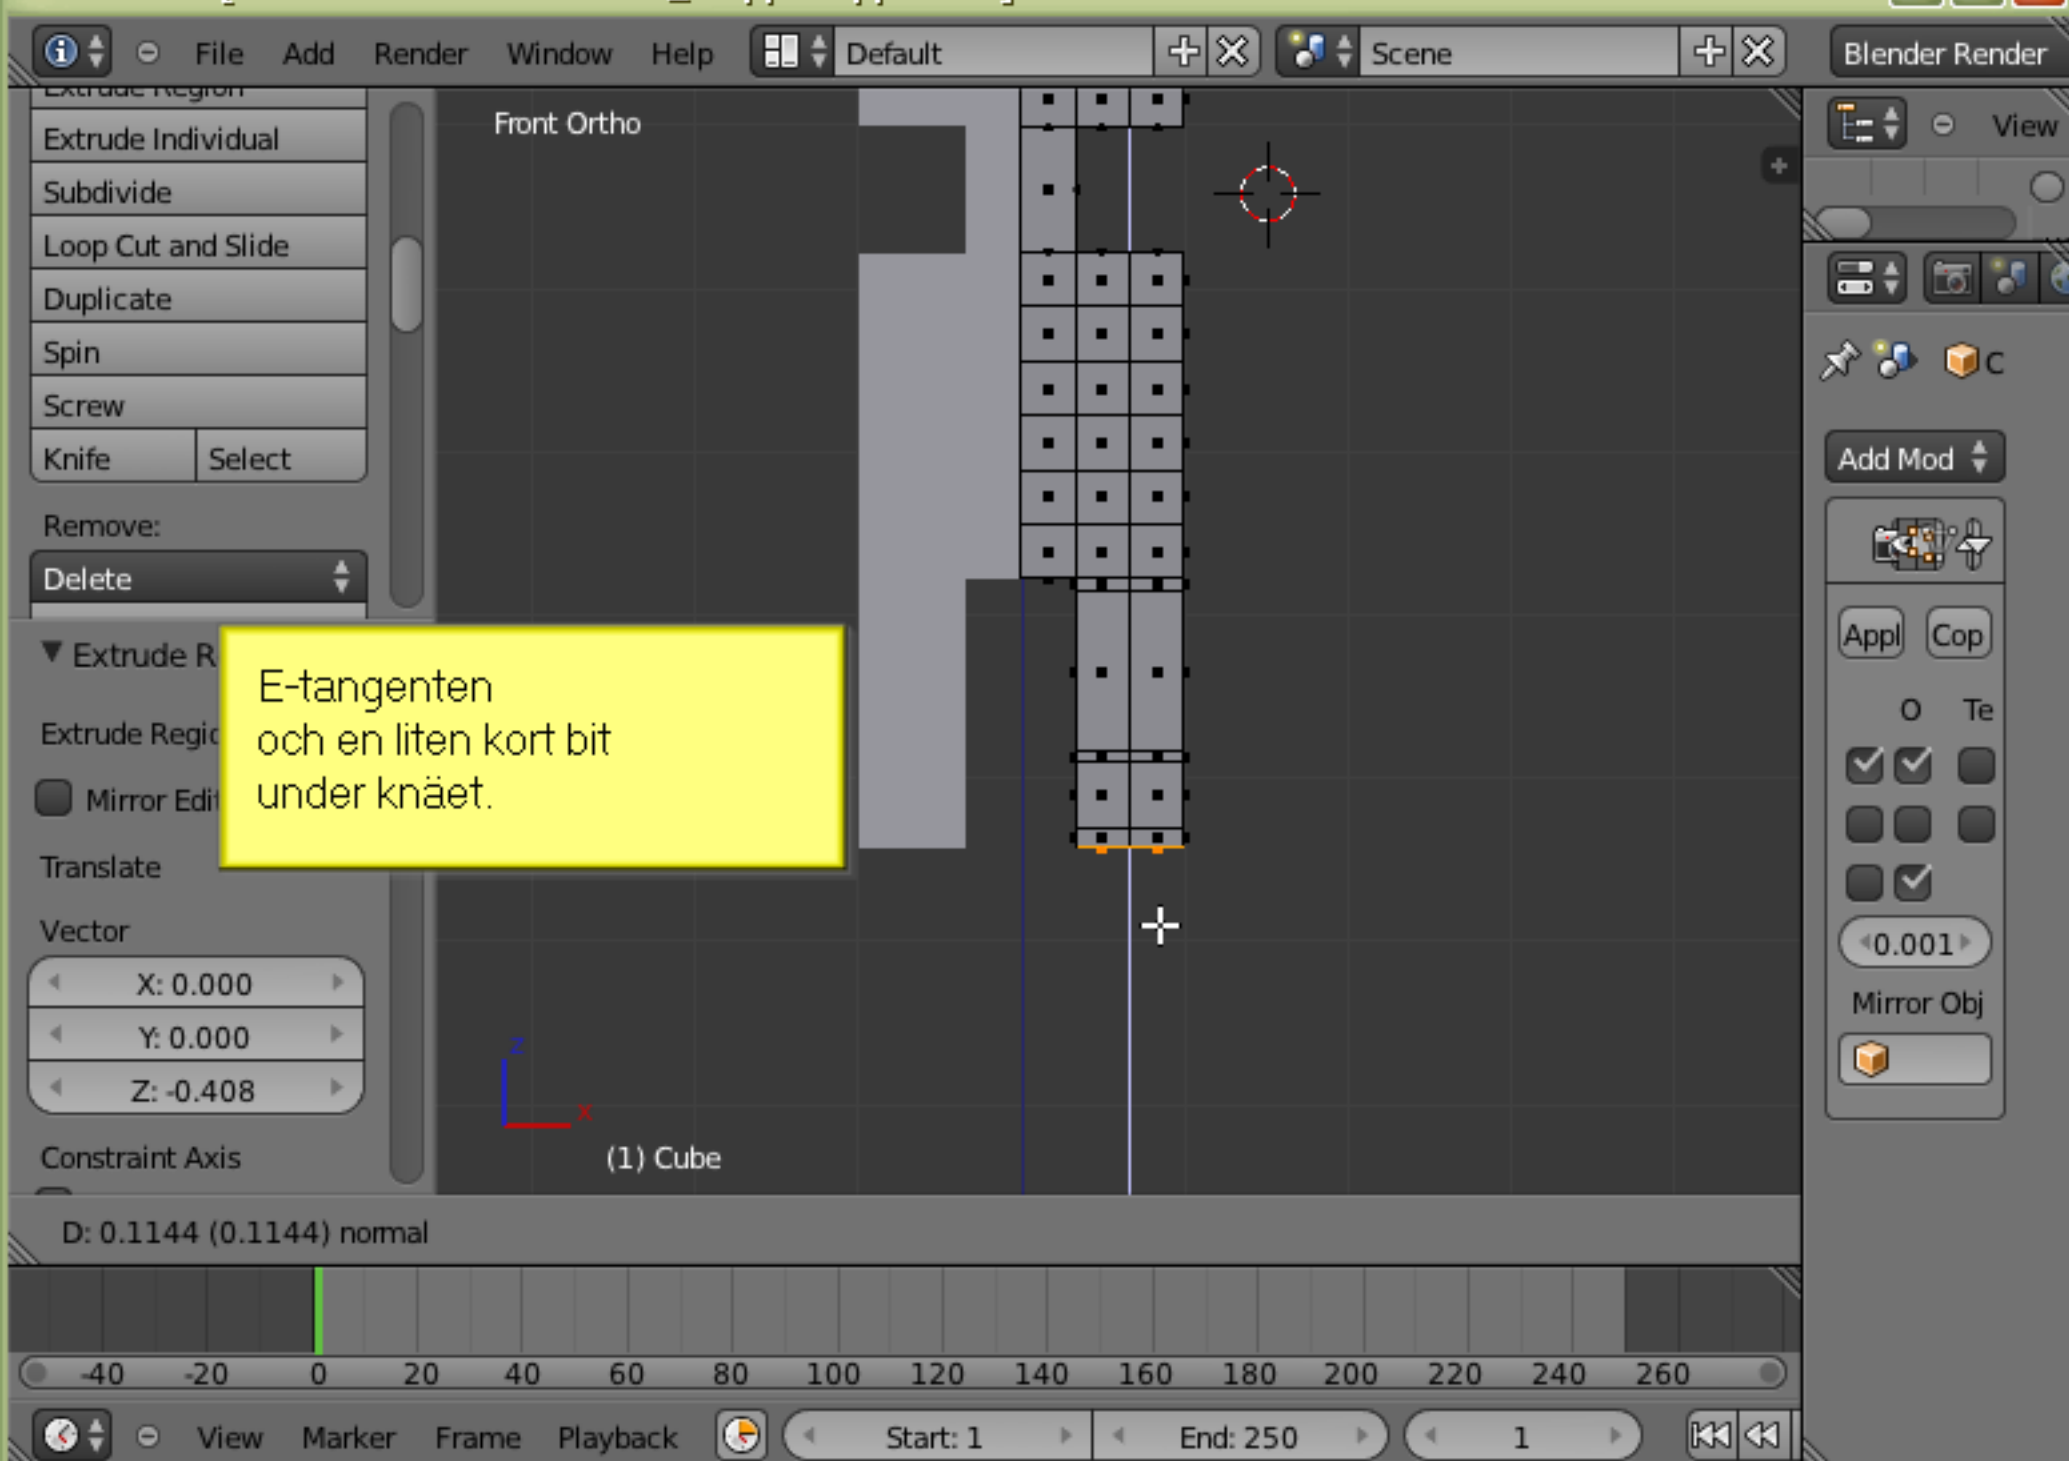 File Add Render Window Help Default Scene Blender Render
Extrude Region
Extrude Individual
Subdivide
Loop Cut and Slide
Duplicate
Spin
Screw
Knife Select
Remove:
Delete
Front Ortho
View
C
Add Mod
Appl Cop
O Te
0.001
Mirror Obj
Extrude R
Extrude Regic
Mirror Edit
Translate
E-tangenten
och en liten kort bit
under knäet.
Vector
X: 0.000
Y: 0.000
Z: -0.408
Constraint Axis
z
x
(1) Cube
D: 0.1144 (0.1144) normal
-40 -20 0 20 40 60 80 100 120 140 160 180 200 220 240 260
View Marker Frame Playback Start: 1 End: 250 1